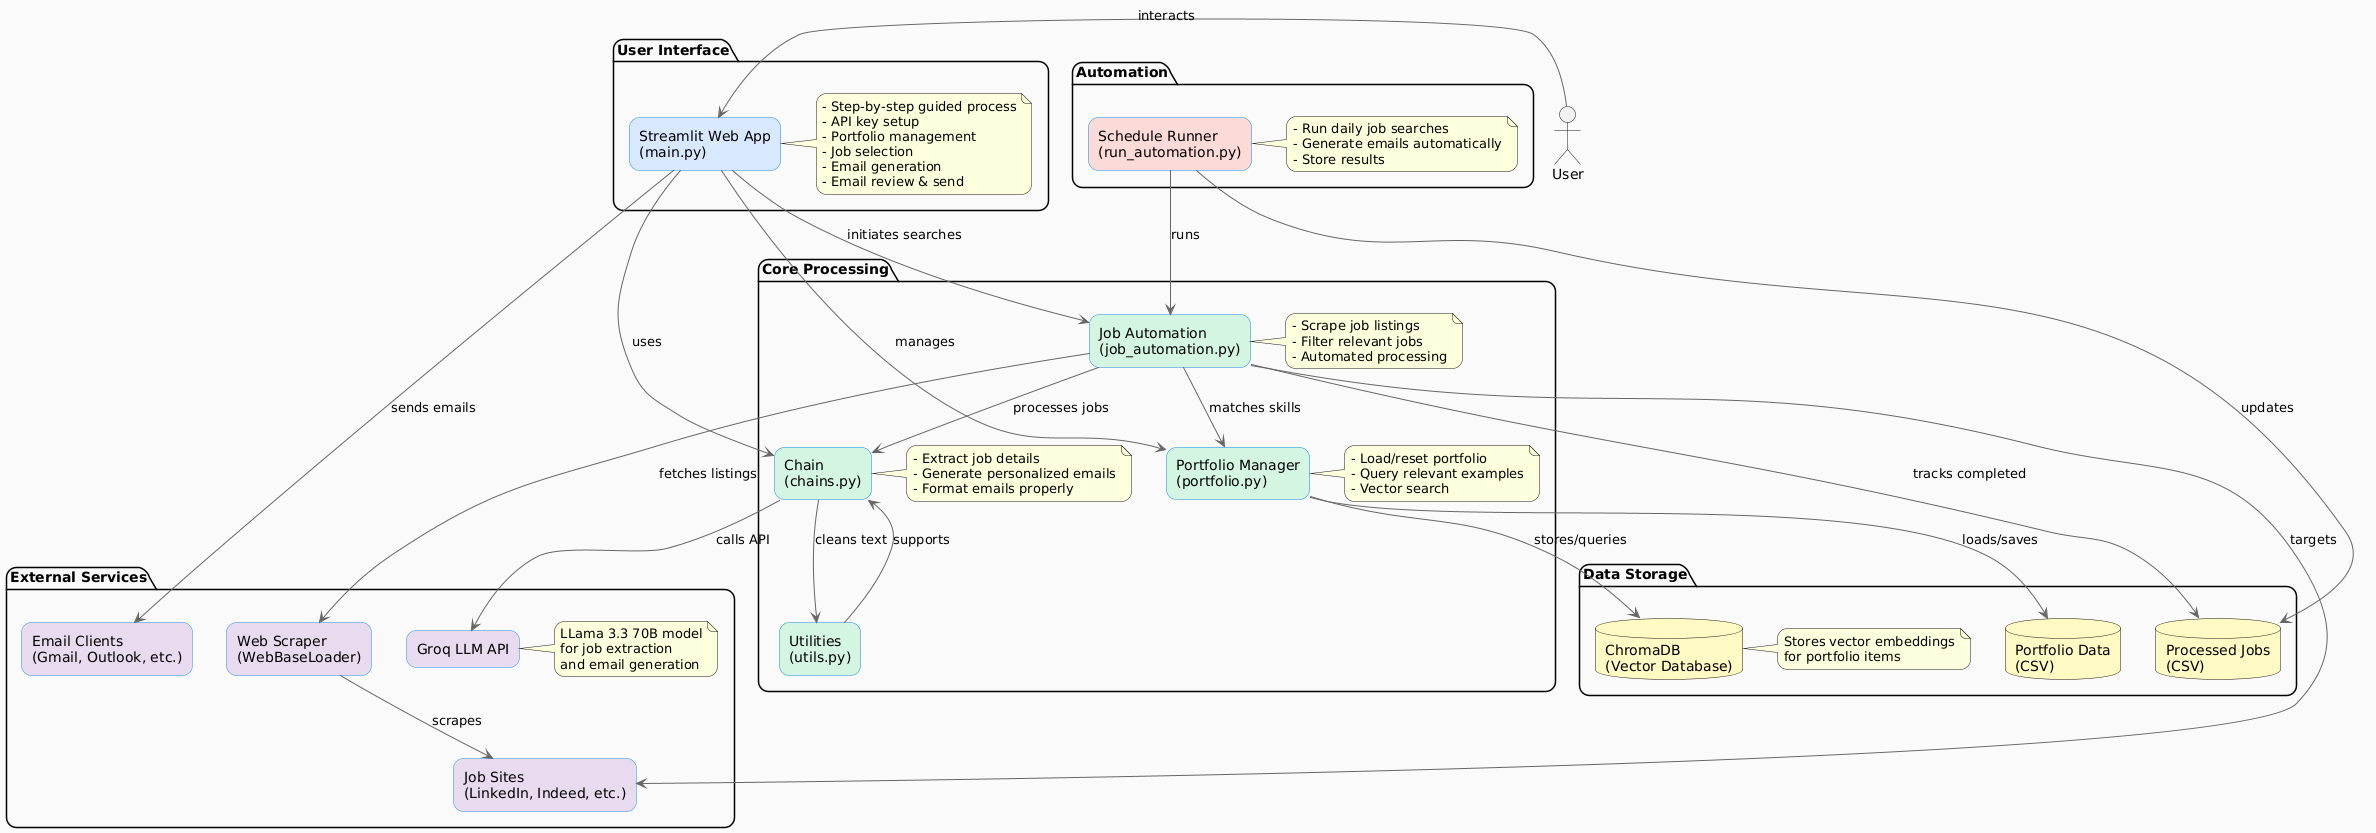 interacts
User Interface
Streamlit Web App
(main.py)
- Step-by-step guided process
- API key setup
- Portfolio management
- Job selection
- Email generation
- Email review & send
Automation
Schedule Runner
(run_automation.py)
- Run daily job searches
- Generate emails automatically
- Store results
User
initiates searches
runs
Core Processing
Job Automation
(job_automation.py)
- Scrape job listings
- Filter relevant jobs
- Automated processing
uses
manages
sends emails
processes jobs
matches skills
updates
Chain
(chains.py)
- Extract job details
- Generate personalized emails
- Format emails properly
Portfolio Manager
(portfolio.py)
- Load/reset portfolio
- Query relevant examples
- Vector search
fetches listings
tracks completed
calls API
cleans text
supports
stores/queries
loads/saves
targets
External Services
Email Clients
(Gmail, Outlook, etc.)
Web Scraper
(WebBaseLoader)
Groq LLM API
LLama 3.3 70B model
for job extraction
and email generation
Utilities
(utils.py)
Data Storage
ChromaDB
(Vector Database)
Stores vector embeddings
for portfolio items
Portfolio Data
(CSV)
Processed Jobs
(CSV)
scrapes
Job Sites
(LinkedIn, Indeed, etc.)